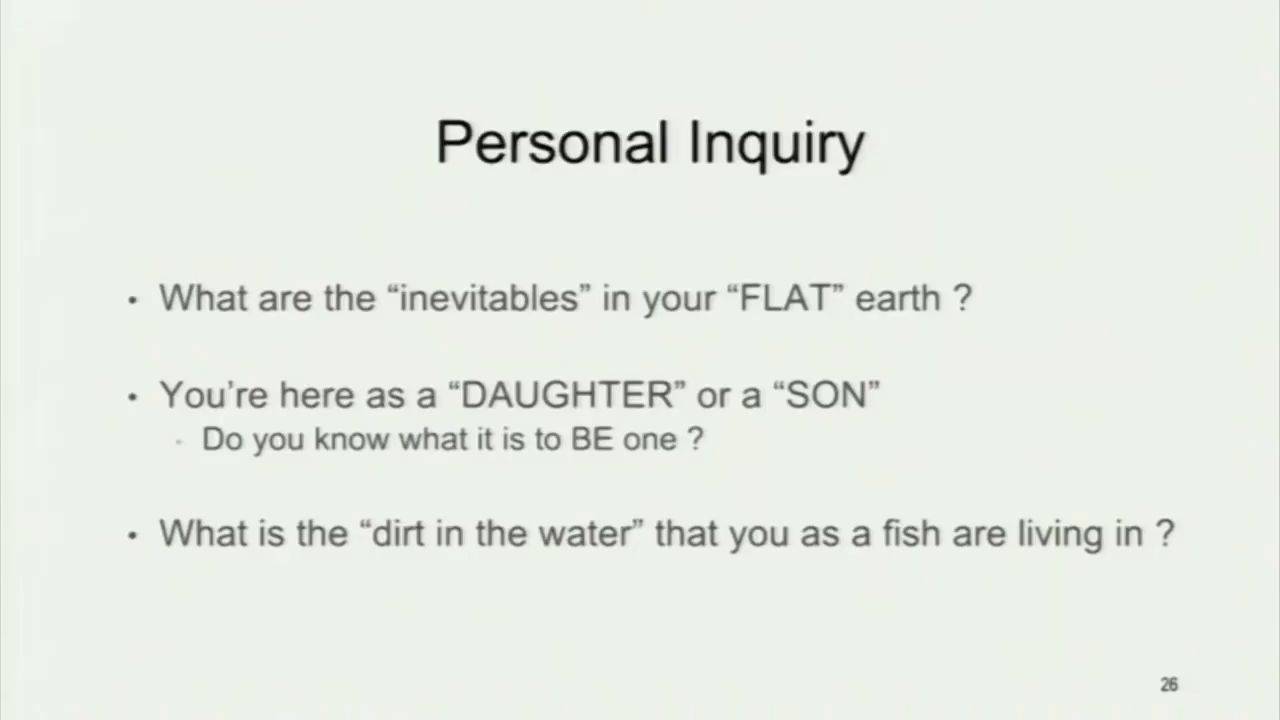 Personal Inquiry
• What are the “inevitables” in your “FLAT” earth ?
• You’re here as a “DAUGHTER” or a “SON”
• Do you know what it is to BE one ?
• What is the “dirt in the water” that you as a fish are living in ?
26